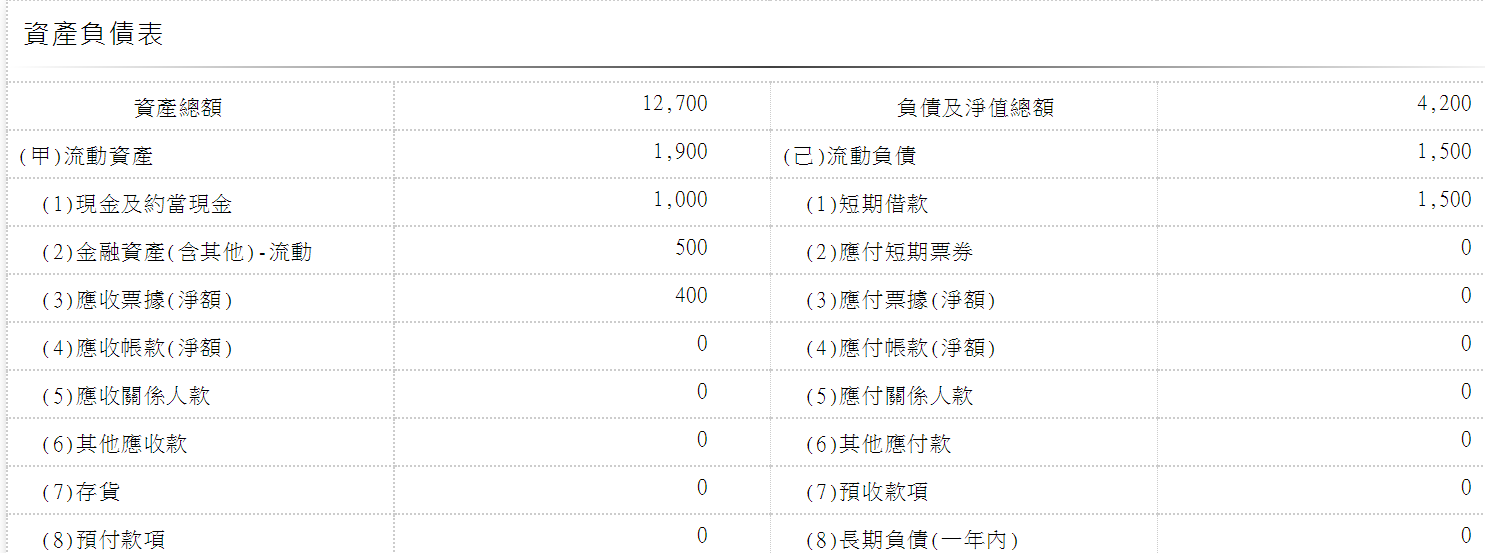 資產負債表
資產總額 12,700 負債及淨值總額 4,200
(甲)流動資產 1,900 (己)流動負債 1,500
(1)現金及約當現金 1,000 (1)短期借款 1,500
(2)金融資產(含其他)-流動 500 (2)應付短期票券 0
(3)應收票據(淨額) 400 (3)應付票據(淨額) 0
(4)應收帳款(淨額) 0 (4)應付帳款(淨額) 0
(5)應收關係人款 0 (5)應付關係人款 0
(6)其他應收款 0 (6)其他應付款 0
(7)存貨 0 (7)預收款項 0
(8)預付款項 0 (8)長期負債(一年內) 0